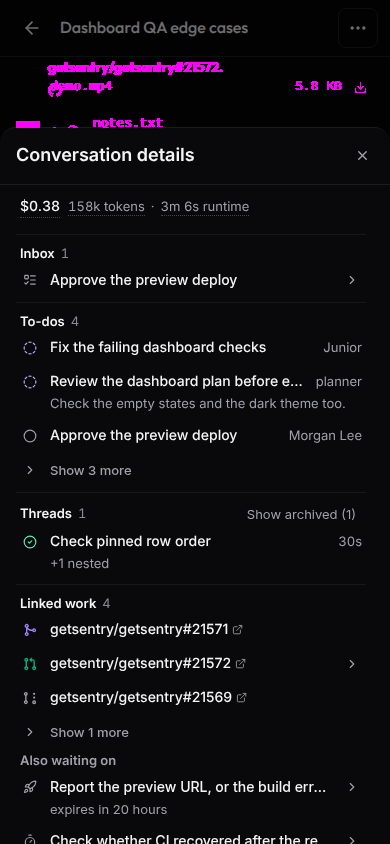 Dashboard QA edge cases
getsentry/getsentry#21572.
demo.mp4 5.8 KB
notes.txt
Conversation details
$0.38 158k tokens · 3m 6s runtime
Inbox 1
Approve the preview deploy
To-dos 4
Fix the failing dashboard checks Junior
Review the dashboard plan before e... planner
Check the empty states and the dark theme too.
Approve the preview deploy Morgan Lee
Show 3 more
Threads 1 Show archived (1)
Check pinned row order 30s
+1 nested
Linked work 4
getsentry/getsentry#21571
getsentry/getsentry#21572
getsentry/getsentry#21569
Show 1 more
Also waiting on
Report the preview URL, or the build err...
expires in 20 hours
Check whether CI recovered after the re...